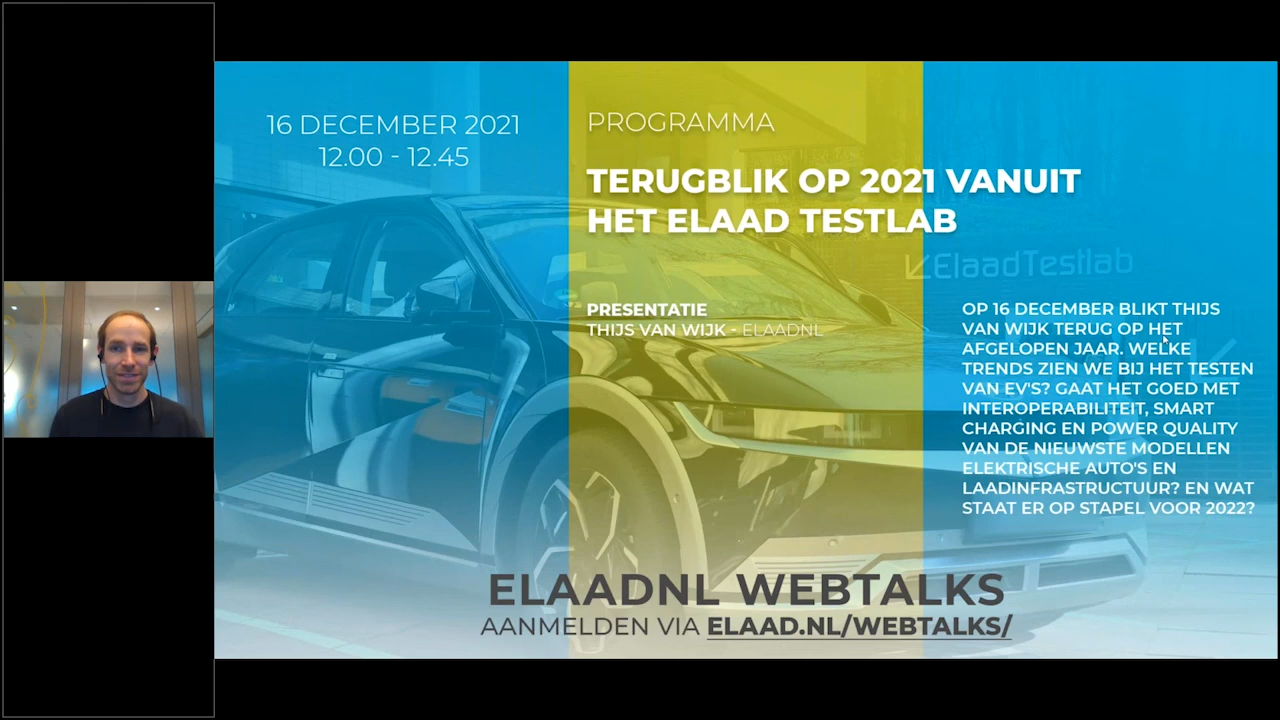 16 DECEMBER 2021
12.00 - 12.45
PROGRAMMA
TERUGBLIK OP 2021 VANUIT
HET ELAAD TESTLAB
ElaadTestlab
PRESENTATIE
THIJS VAN WIJK - ELAADNL
OP 16 DECEMBER BLIKT THIJS
VAN WIJK TERUG OP HET
AFGELOPEN JAAR. WELKE
TRENDS ZIEN WE BIJ HET TESTEN
VAN EV'S? GAAT HET GOED MET
INTEROPERABILITEIT, SMART
CHARGING EN POWER QUALITY
VAN DE NIEUWSTE MODELLEN
ELEKTRISCHE AUTO'S EN
LAADINFRASTRUCTUUR? EN WAT
STAAT ER OP STAPEL VOOR 2022?
ELAADNL WEBTALKS
AANMELDEN VIA ELAAD.NL/WEBTALKS/